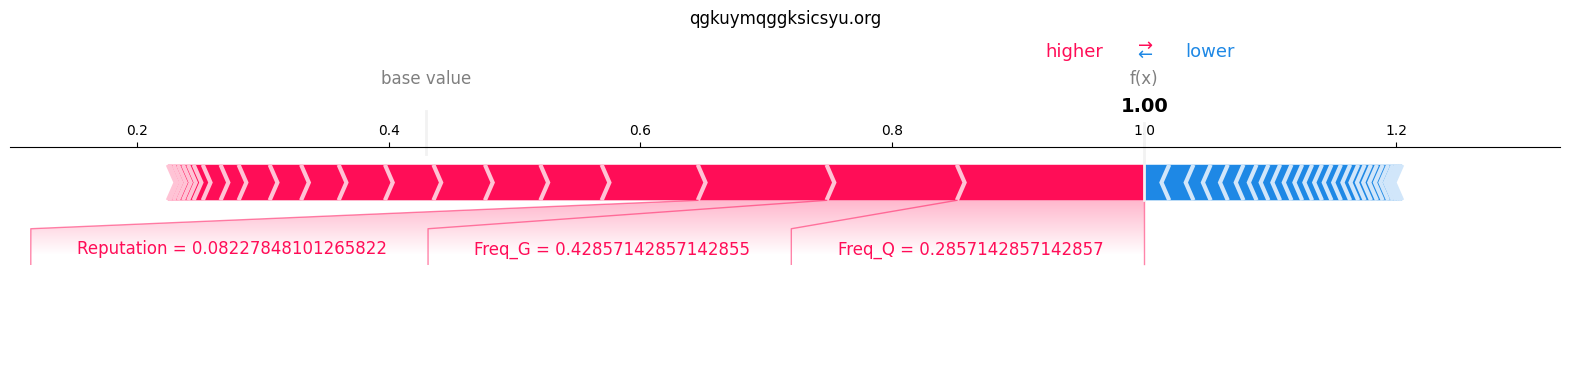 qgkuymqggksicsyu.org
higher ⇄ lower
base value f(x)
1.00
0.2 0.4 0.6 0.8 1.0 1.2
Reputation = 0.08227848101265822 Freq_G = 0.42857142857142855 Freq_Q = 0.2857142857142857